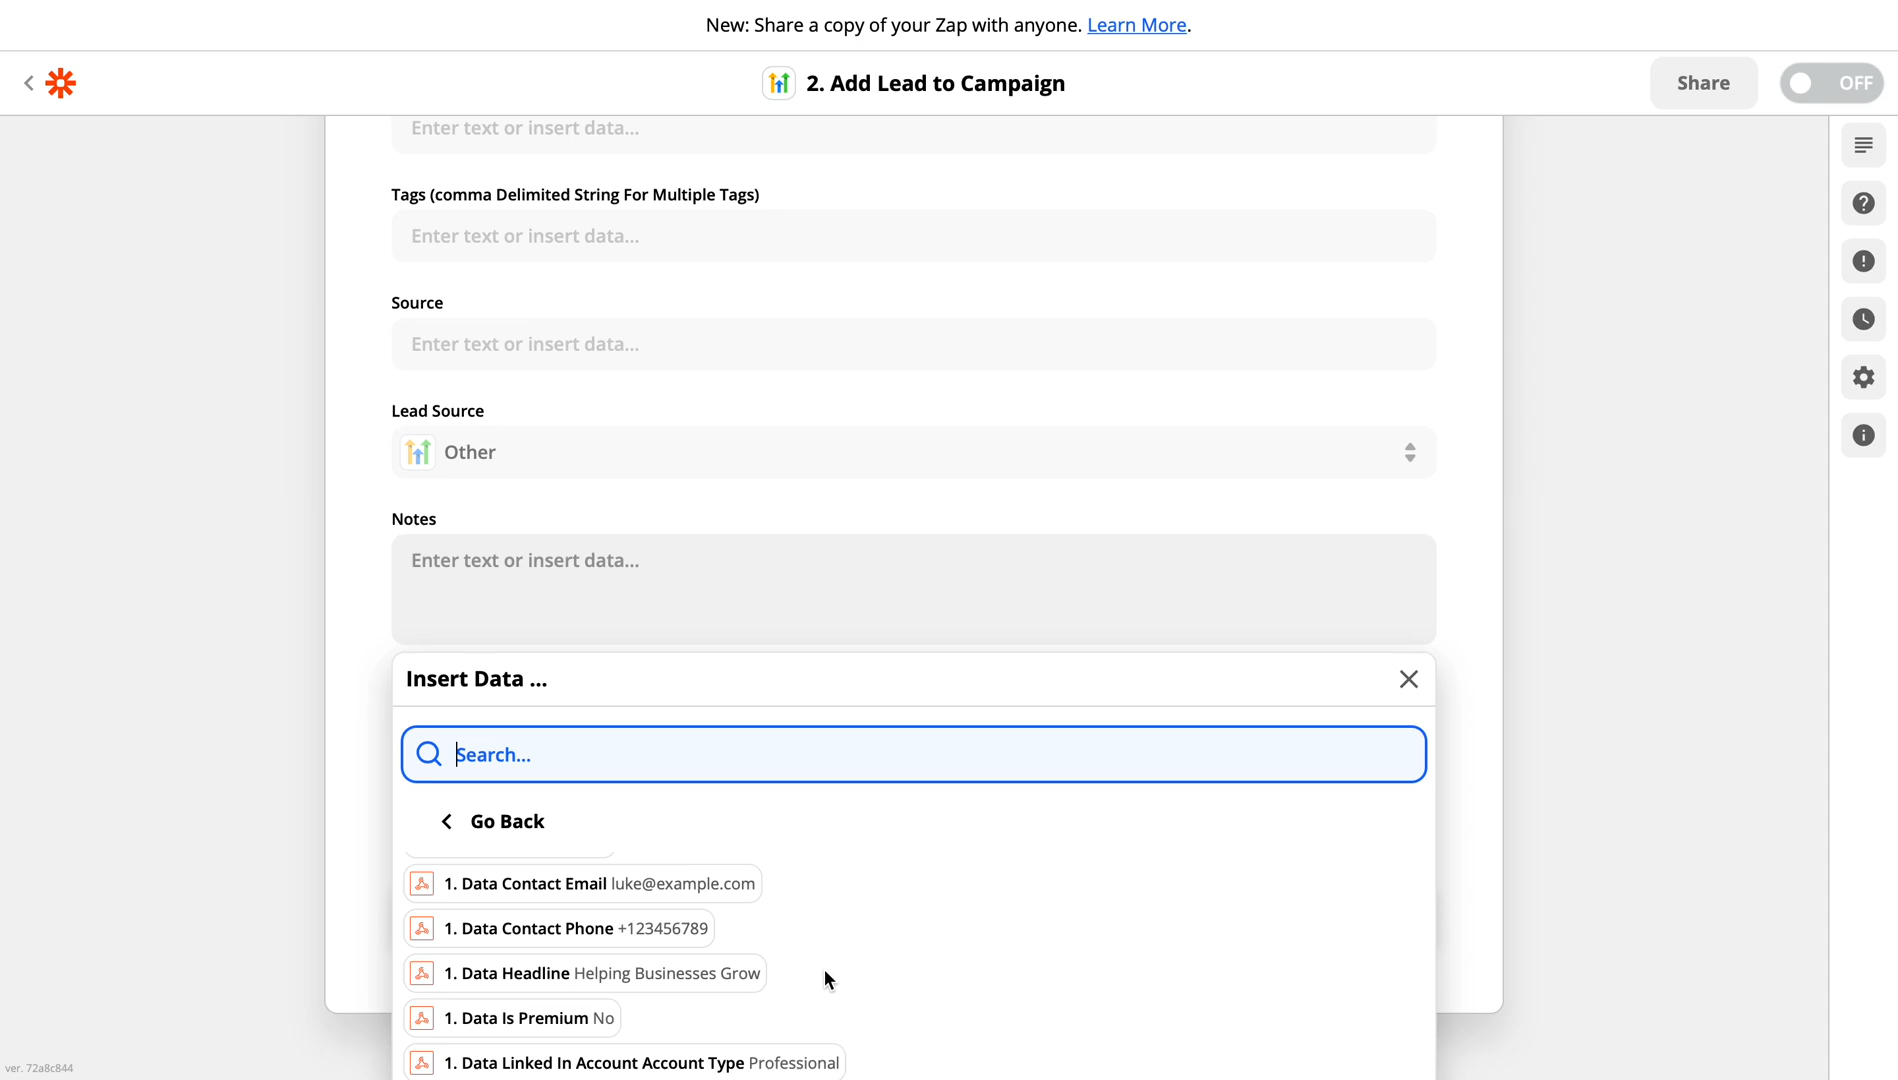 New: Share a copy of your Zap with anyone. Learn More.
2. Add Lead to Campaign
Share
OFF
Enter text or insert data...
Tags (comma Delimited String For Multiple Tags)
Enter text or insert data...
Source
Enter text or insert data...
Lead Source
Other
Notes
Enter text or insert data...
Insert Data ...
Search...
Go Back
1. Data Contact Email luke@example.com
1. Data Contact Phone +123456789
1. Data Headline Helping Businesses Grow
1. Data Is Premium No
1. Data Linked In Account Account Type Professional
ver. 72a8c844